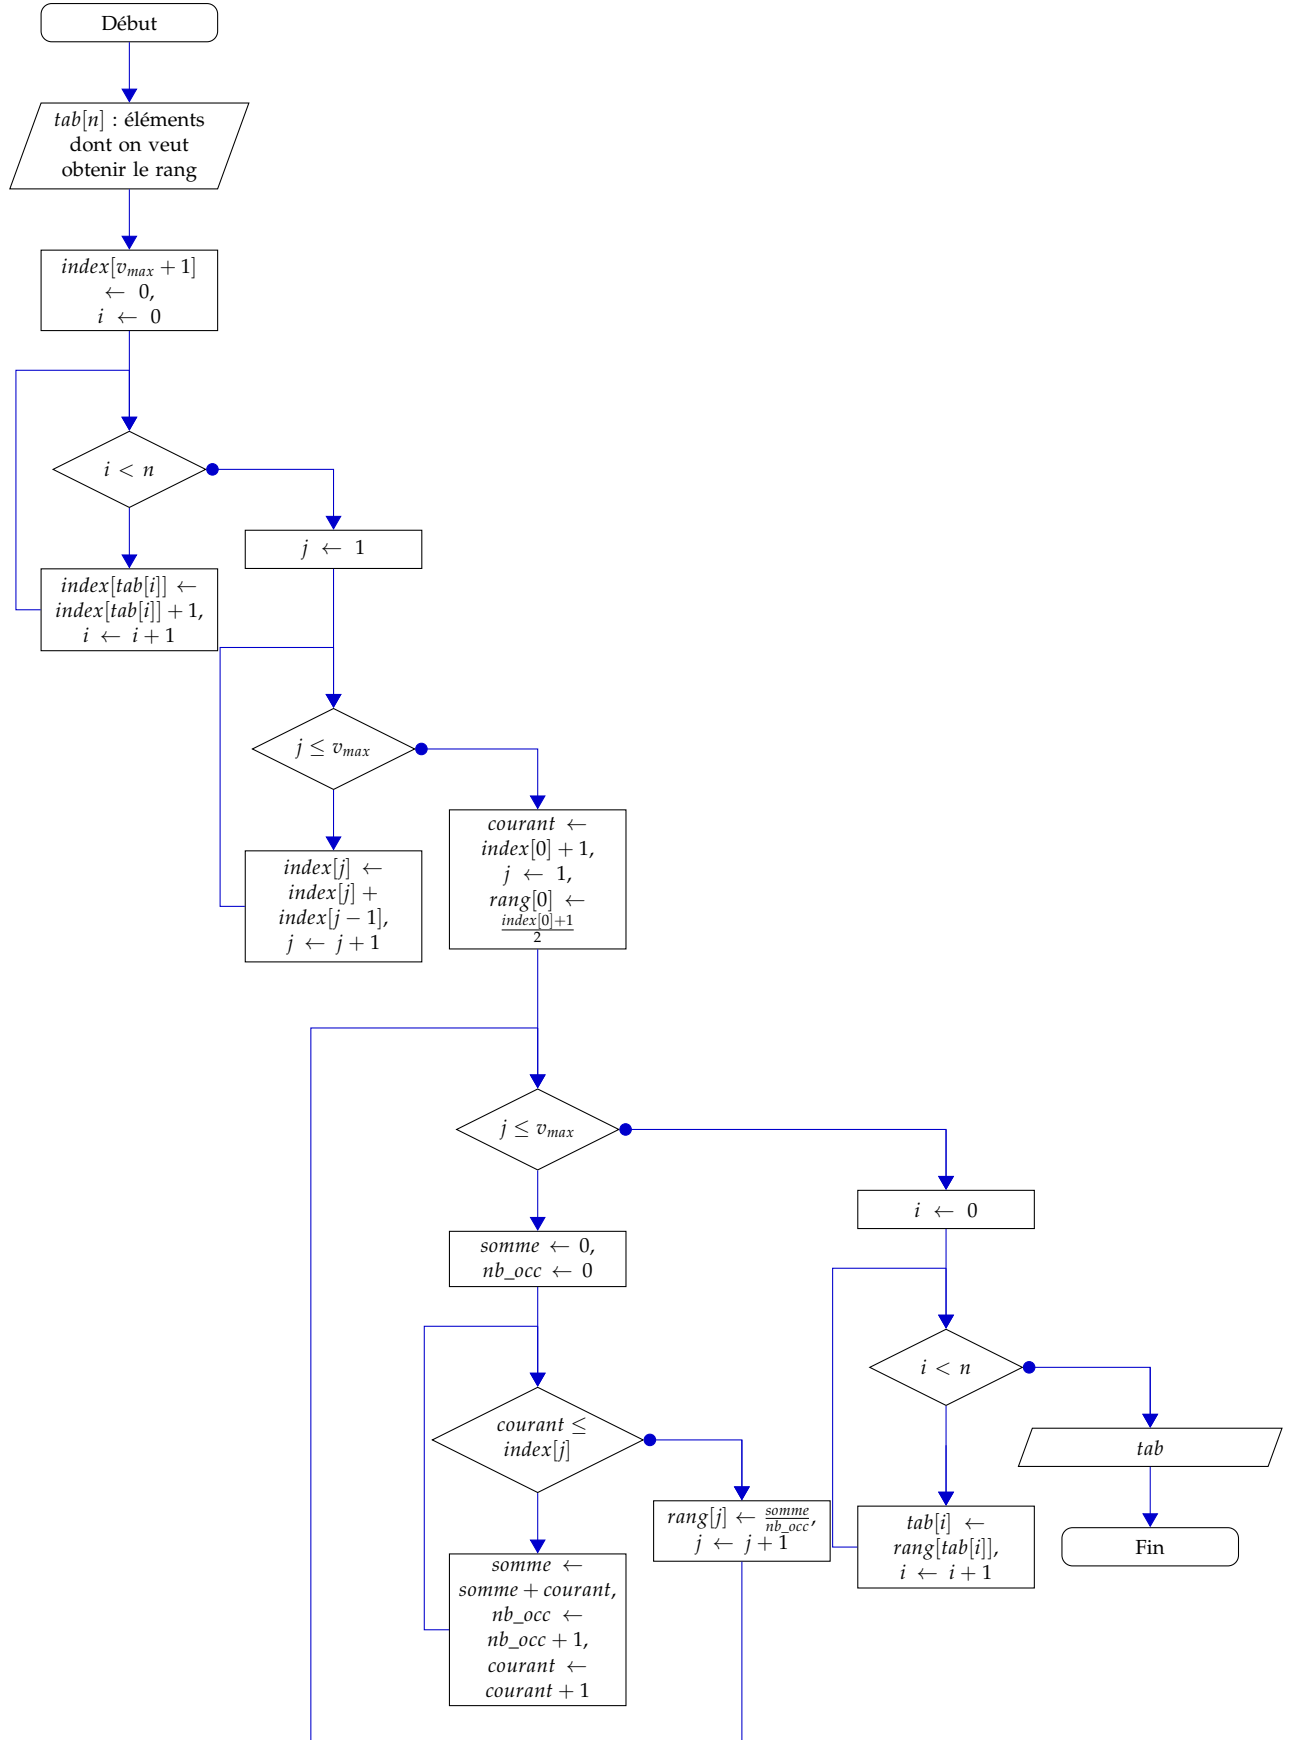 Début
tab[n] : éléments
dont on veut
obtenir le rang
index[v_max + 1]
← 0,
i ← 0
i < n
j ← 1
index[tab[i]] ←
index[tab[i]] + 1,
i ← i + 1
j ≤ v_max
courant ←
index[0] + 1,
j ← 1,
rang[0] ←
index[0]+1
2
index[j] ←
index[j] +
index[j − 1],
j ← j + 1
j ≤ v_max
i ← 0
somme ← 0,
nb_occ ← 0
i < n
courant ≤
index[j]
tab
rang[j] ← somme/nb_occ,
j ← j + 1
tab[i] ←
rang[tab[i]],
i ← i + 1
Fin
somme ←
somme + courant,
nb_occ ←
nb_occ + 1,
courant ←
courant + 1